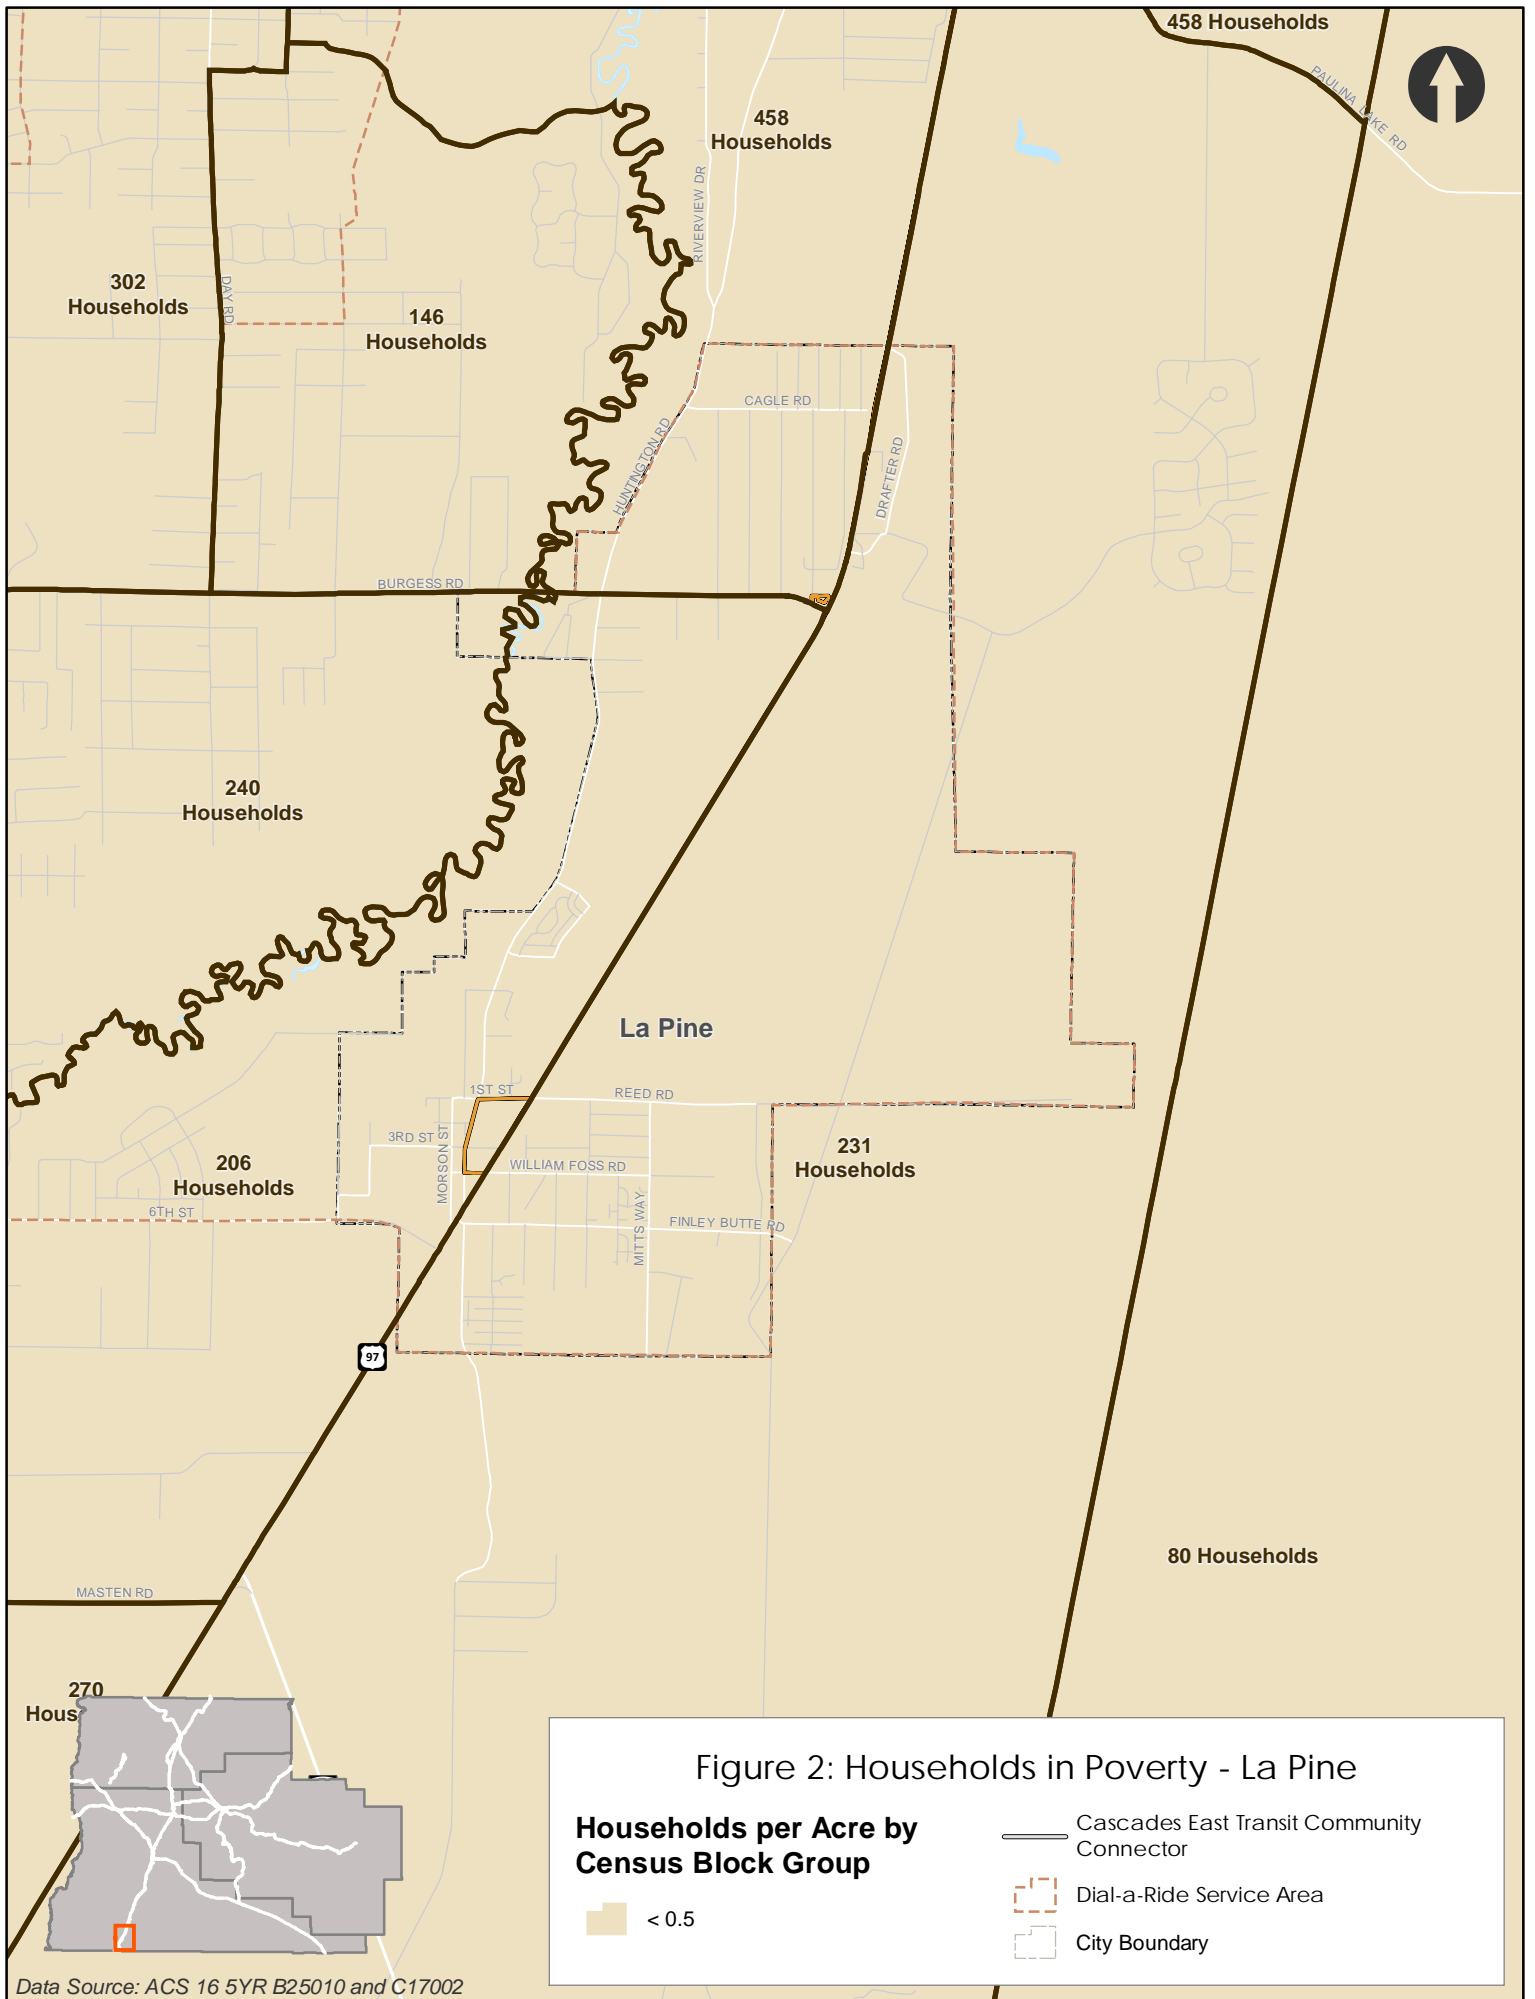 458 Households
PAULINA LAKE RD
458
Households
RIVERVIEW DR
302
Households
DAY RD
146
Households
CAGLE RD
HUNTINGTON RD
DRAFTER RD
BURGESS RD
240
Households
La Pine
1ST ST
REED RD
3RD ST
MORSON ST
WILLIAM FOSS RD
231
Households
206
Households
6TH ST
MITTS WAY
FINLEY BUTTE RD
97
80 Households
MASTEN RD
270
Hous
Figure 2: Households in Poverty - La Pine
Households per Acre by
Census Block Group
< 0.5
Cascades East Transit Community
Connector
Dial-a-Ride Service Area
City Boundary
Data Source: ACS 16 5YR B25010 and C17002